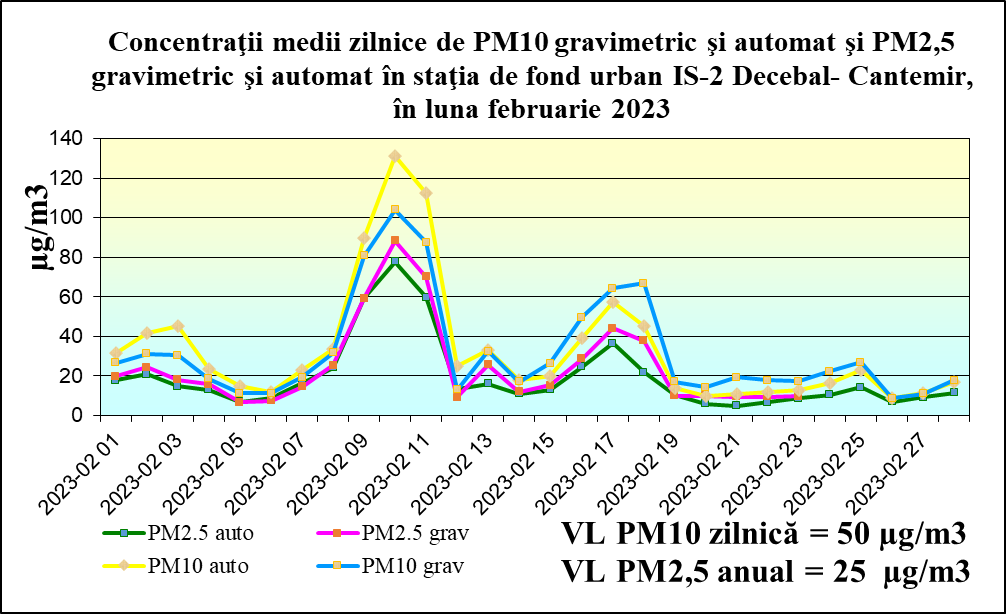 Concentraţii medii zilnice de PM10 gravimetric şi automat şi PM2,5
gravimetric şi automat în staţia de fond urban IS-2 Decebal- Cantemir,
în luna februarie 2023
µg/m3
140
120
100
80
60
40
20
0
2023-02 01
2023-02 03
2023-02 05
2023-02 07
2023-02 09
2023-02 11
2023-02 13
2023-02 15
2023-02 17
2023-02 19
2023-02 21
2023-02 23
2023-02 25
2023-02 27
PM2.5 auto
PM2.5 grav
PM10 auto
PM10 grav
VL PM10 zilnică = 50 µg/m3
VL PM2,5 anual = 25 µg/m3